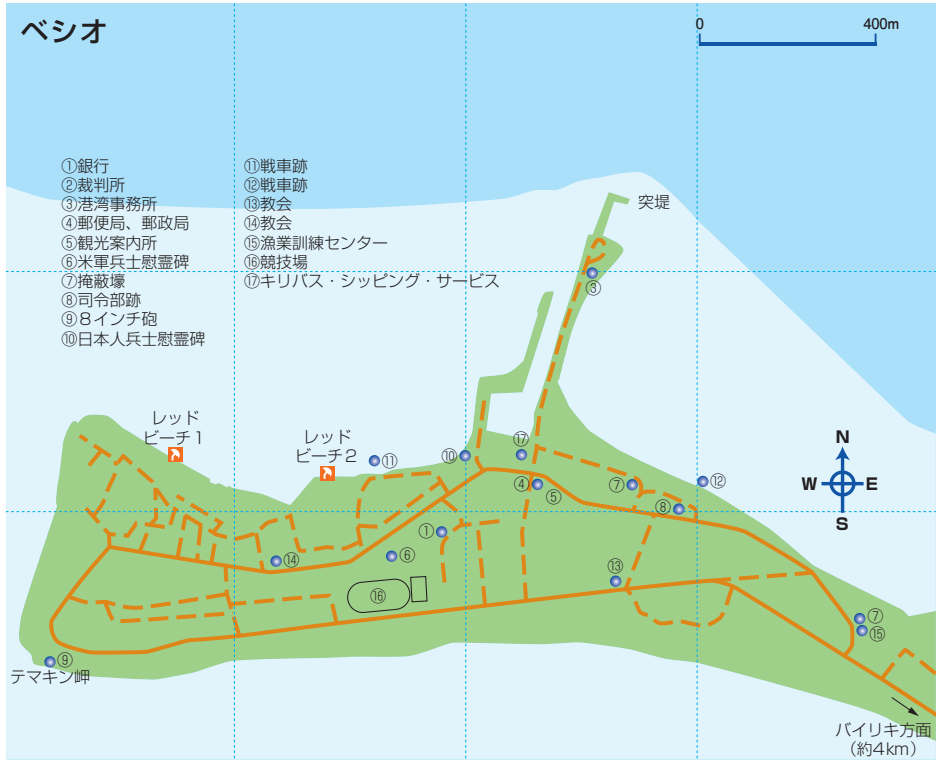 ベシオ
0 400m
①銀行
②裁判所
③港湾事務所
④郵便局、郵政局
⑤観光案内所
⑥米軍兵士慰霊碑
⑦掩蔽壕
⑧司令部跡
⑨8インチ砲
⑩日本人兵士慰霊碑
⑪戦車跡
⑫戦車跡
⑬教会
⑭教会
⑮漁業訓練センター
⑯競技場
⑰キリバス・シッピング・サービス
突堤
③
レッド
ビーチ1
レッド
ビーチ2
⑪
⑩
⑰
④
⑤
⑦
⑧
⑫
N
W E
S
①
⑥
⑭
⑯
⑬
⑦
⑮
⑨
テマキン岬
バイリキ方面
（約4km）